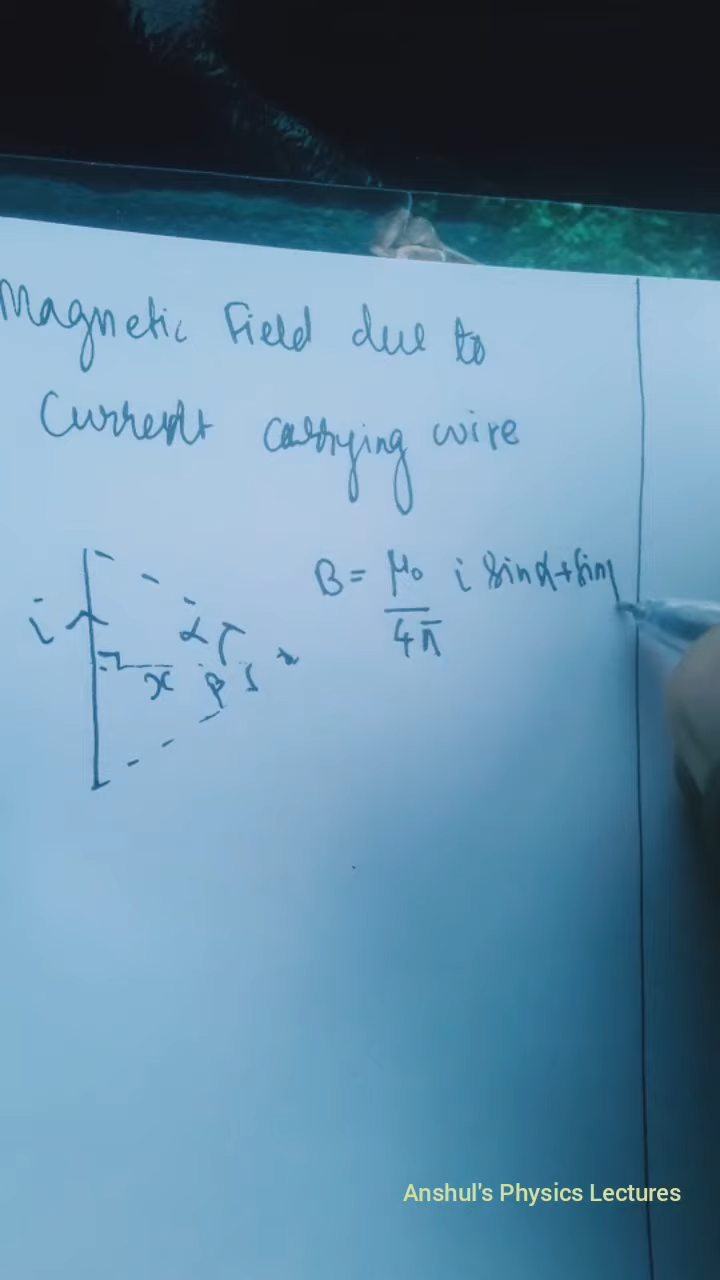 Magnetic Field due to
Current carrying wire
B = μ₀ i sinα + sin
4π
i
α
x
β
Anshul's Physics Lectures